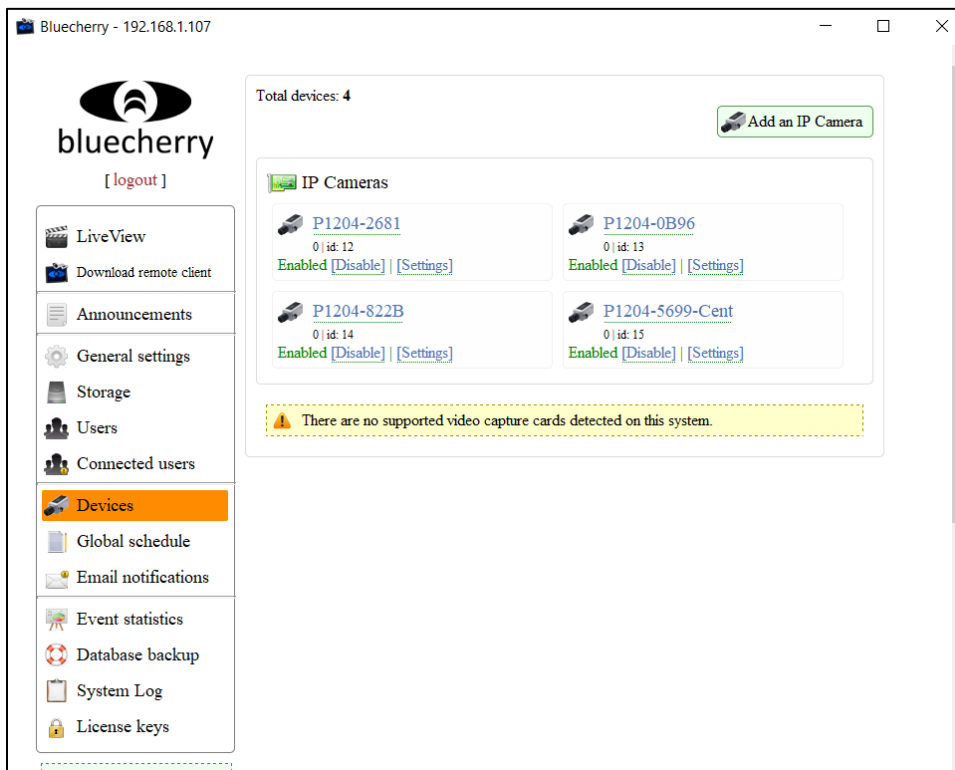 Bluecherry - 192.168.1.107
bluecherry
[ logout ]
LiveView
Download remote client
Announcements
General settings
Storage
Users
Connected users
Devices
Global schedule
Email notifications
Event statistics
Database backup
System Log
License keys
Total devices: 4
Add an IP Camera
IP Cameras
P1204-2681
0 | id: 12
Enabled [Disable] | [Settings]
P1204-0B96
0 | id: 13
Enabled [Disable] | [Settings]
P1204-822B
0 | id: 14
Enabled [Disable] | [Settings]
P1204-5699-Cent
0 | id: 15
Enabled [Disable] | [Settings]
There are no supported video capture cards detected on this system.